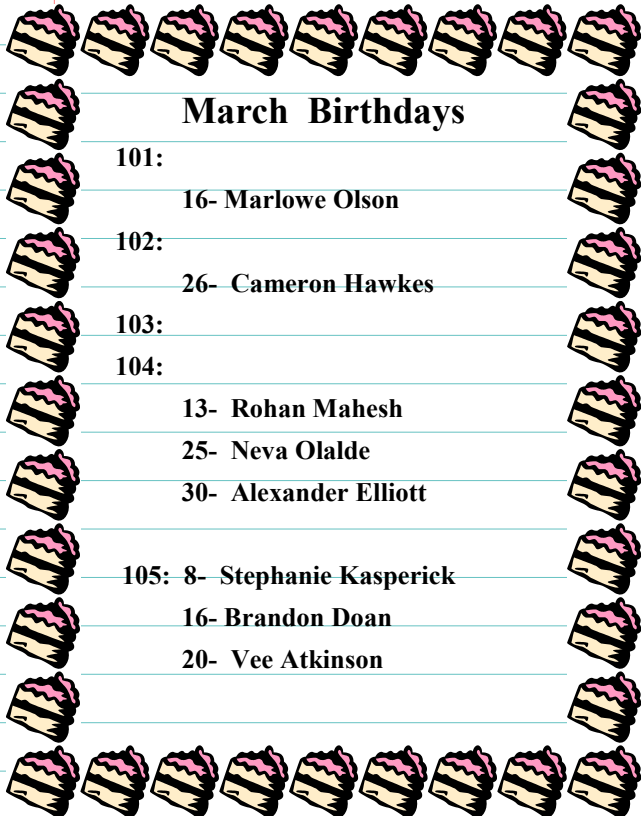 March Birthdays
101:
16- Marlowe Olson
102:
26- Cameron Hawkes
103:
104:
13- Rohan Mahesh
25- Neva Olalde
30- Alexander Elliott
105: 8- Stephanie Kasperick
16- Brandon Doan
20- Vee Atkinson